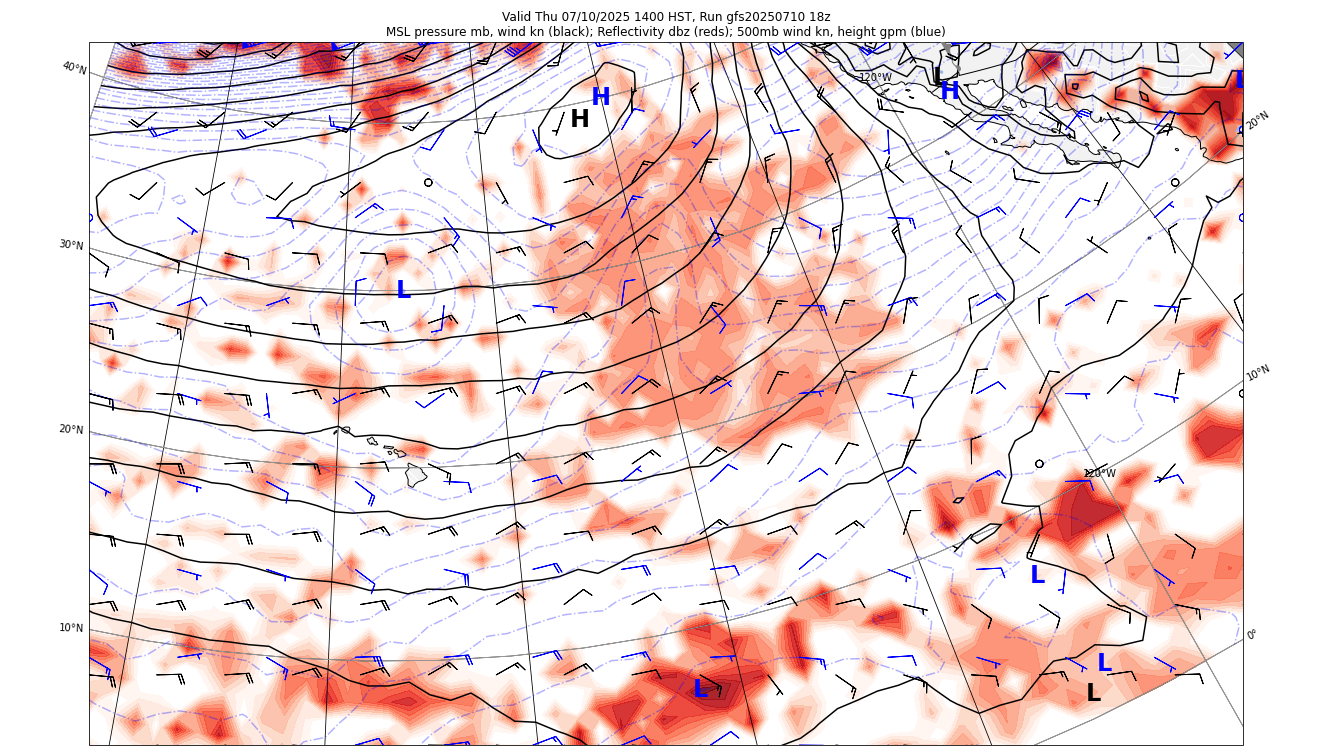 Valid Thu 07/10/2025 1400 HST, Run gfs20250710 18z
MSL pressure mb, wind kn (black); Reflectivity dbz (reds); 500mb wind kn, height gpm (blue)
40°N
120°W
20°N
H
H
L
H
30°N
L
10°N
20°N
120°W
L
10°N
0°
L
L
L